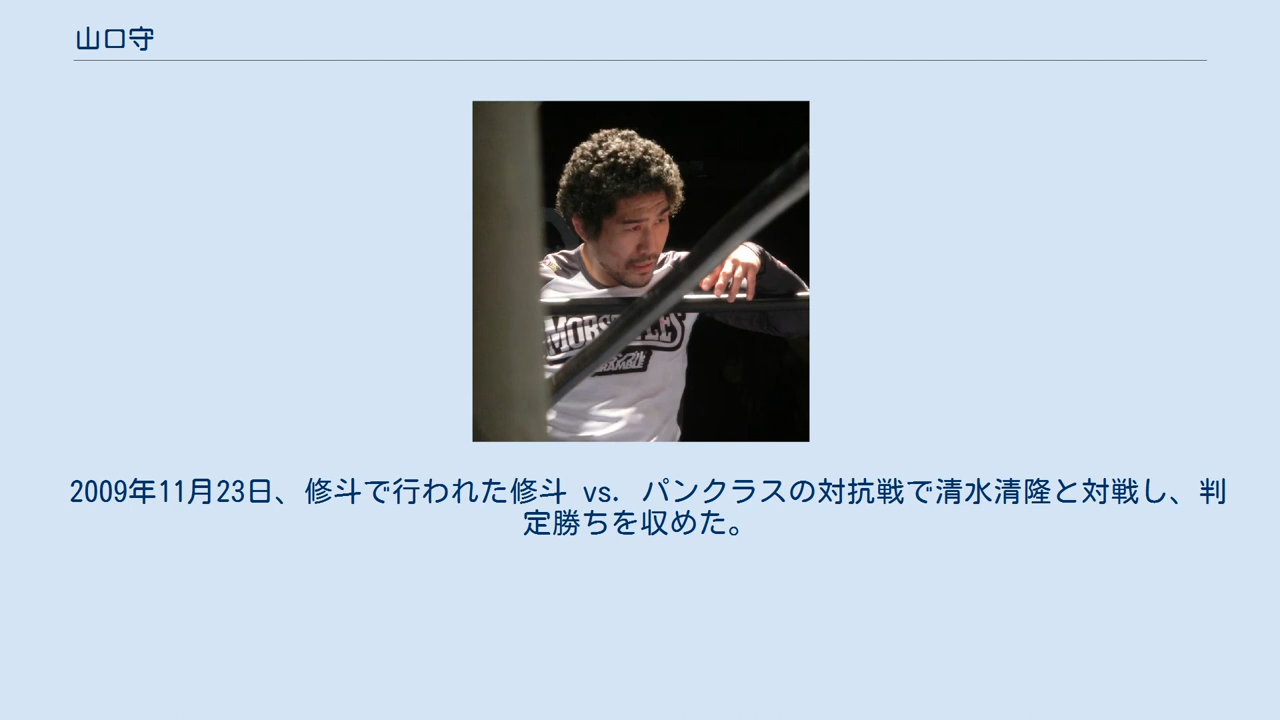 山口守
2009年11月23日、修斗で行われた修斗 vs. パンクラスの対抗戦で清水清隆と対戦し、判
定勝ちを収めた。